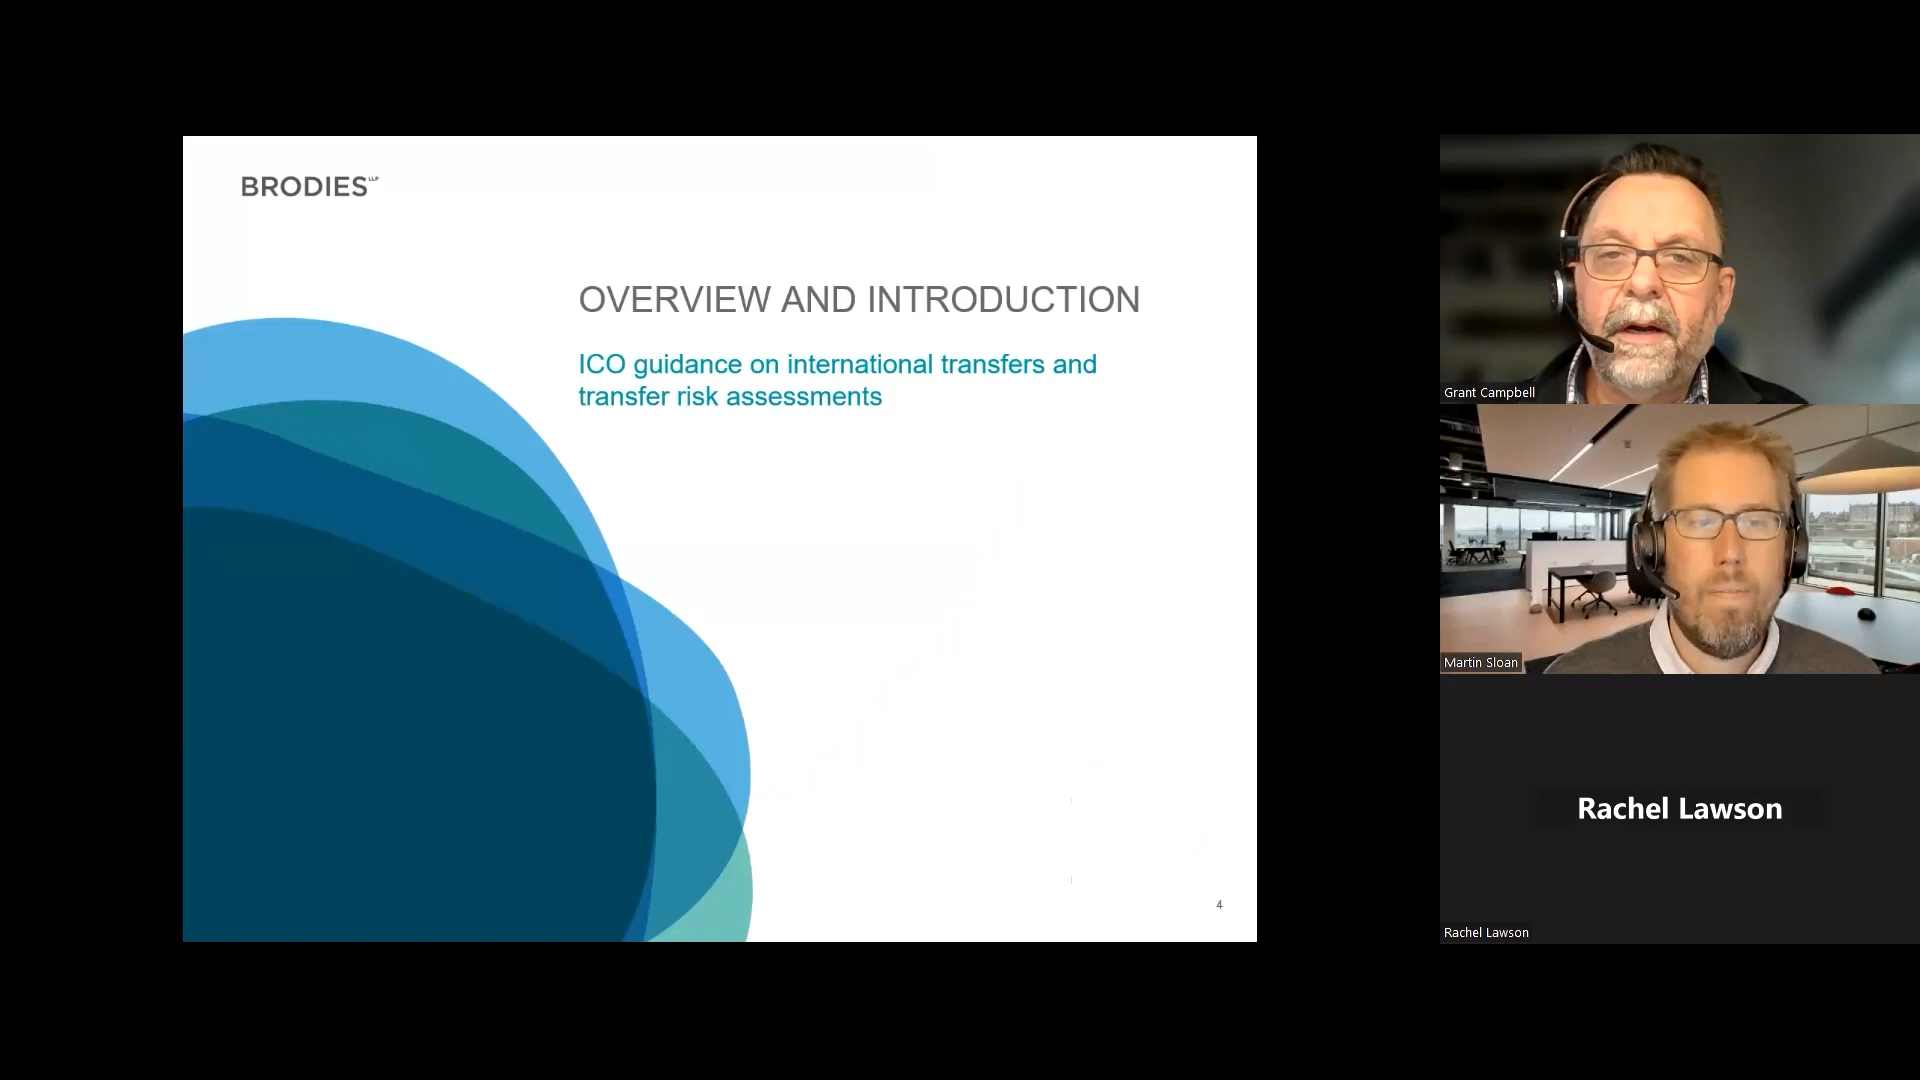 BRODIES LLP
OVERVIEW AND INTRODUCTION
ICO guidance on international transfers and
transfer risk assessments
4
Grant Campbell
Martin Sloan
Rachel Lawson
Rachel Lawson